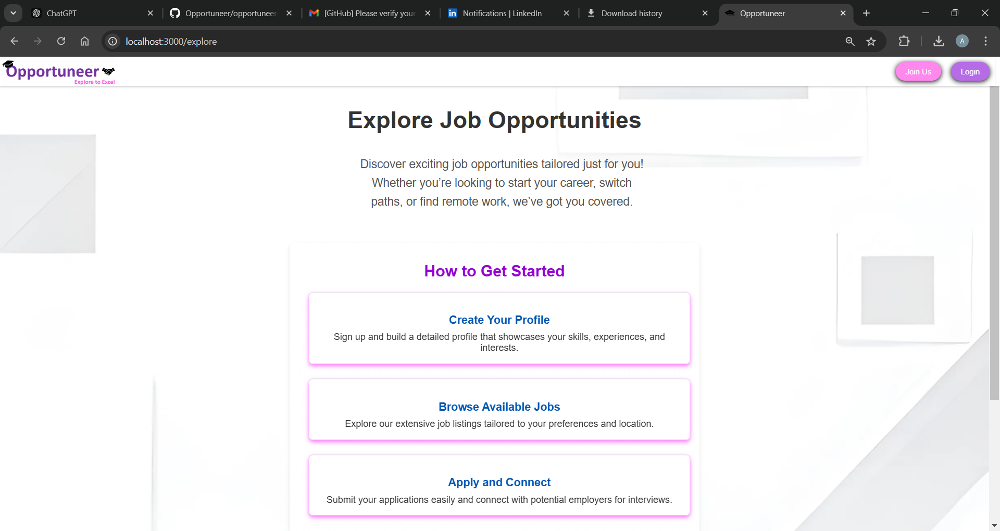 ChatGPT
Opportuneer/opportuneer
[GitHub] Please verify your
Notifications | LinkedIn
Download history
Opportuneer
localhost:3000/explore
A
Opportuneer
Explore to Excel
Join Us
Login
Explore Job Opportunities
Discover exciting job opportunities tailored just for you!
Whether you’re looking to start your career, switch
paths, or find remote work, we’ve got you covered.
How to Get Started
Create Your Profile
Sign up and build a detailed profile that showcases your skills, experiences, and
interests.
Browse Available Jobs
Explore our extensive job listings tailored to your preferences and location.
Apply and Connect
Submit your applications easily and connect with potential employers for interviews.